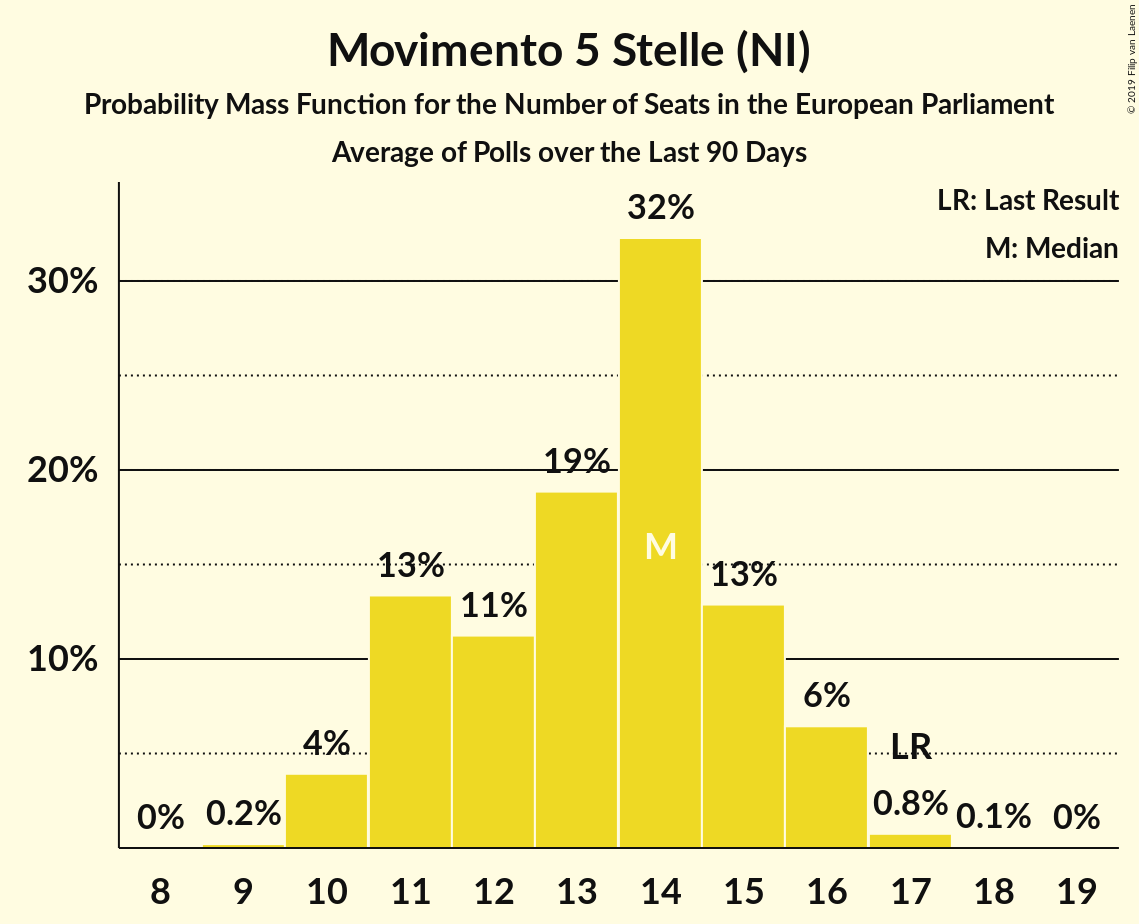 Movimento 5 Stelle (NI)
Probability Mass Function for the Number of Seats in the European Parliament
Average of Polls over the Last 90 Days
© 2019 Filip van Laenen
LR: Last Result
M: Median
30%
20%
10%
0%
0.2%
4%
13%
11%
19%
32%
M
13%
6%
LR
0.8%
0.1%
0%
8 9 10 11 12 13 14 15 16 17 18 19